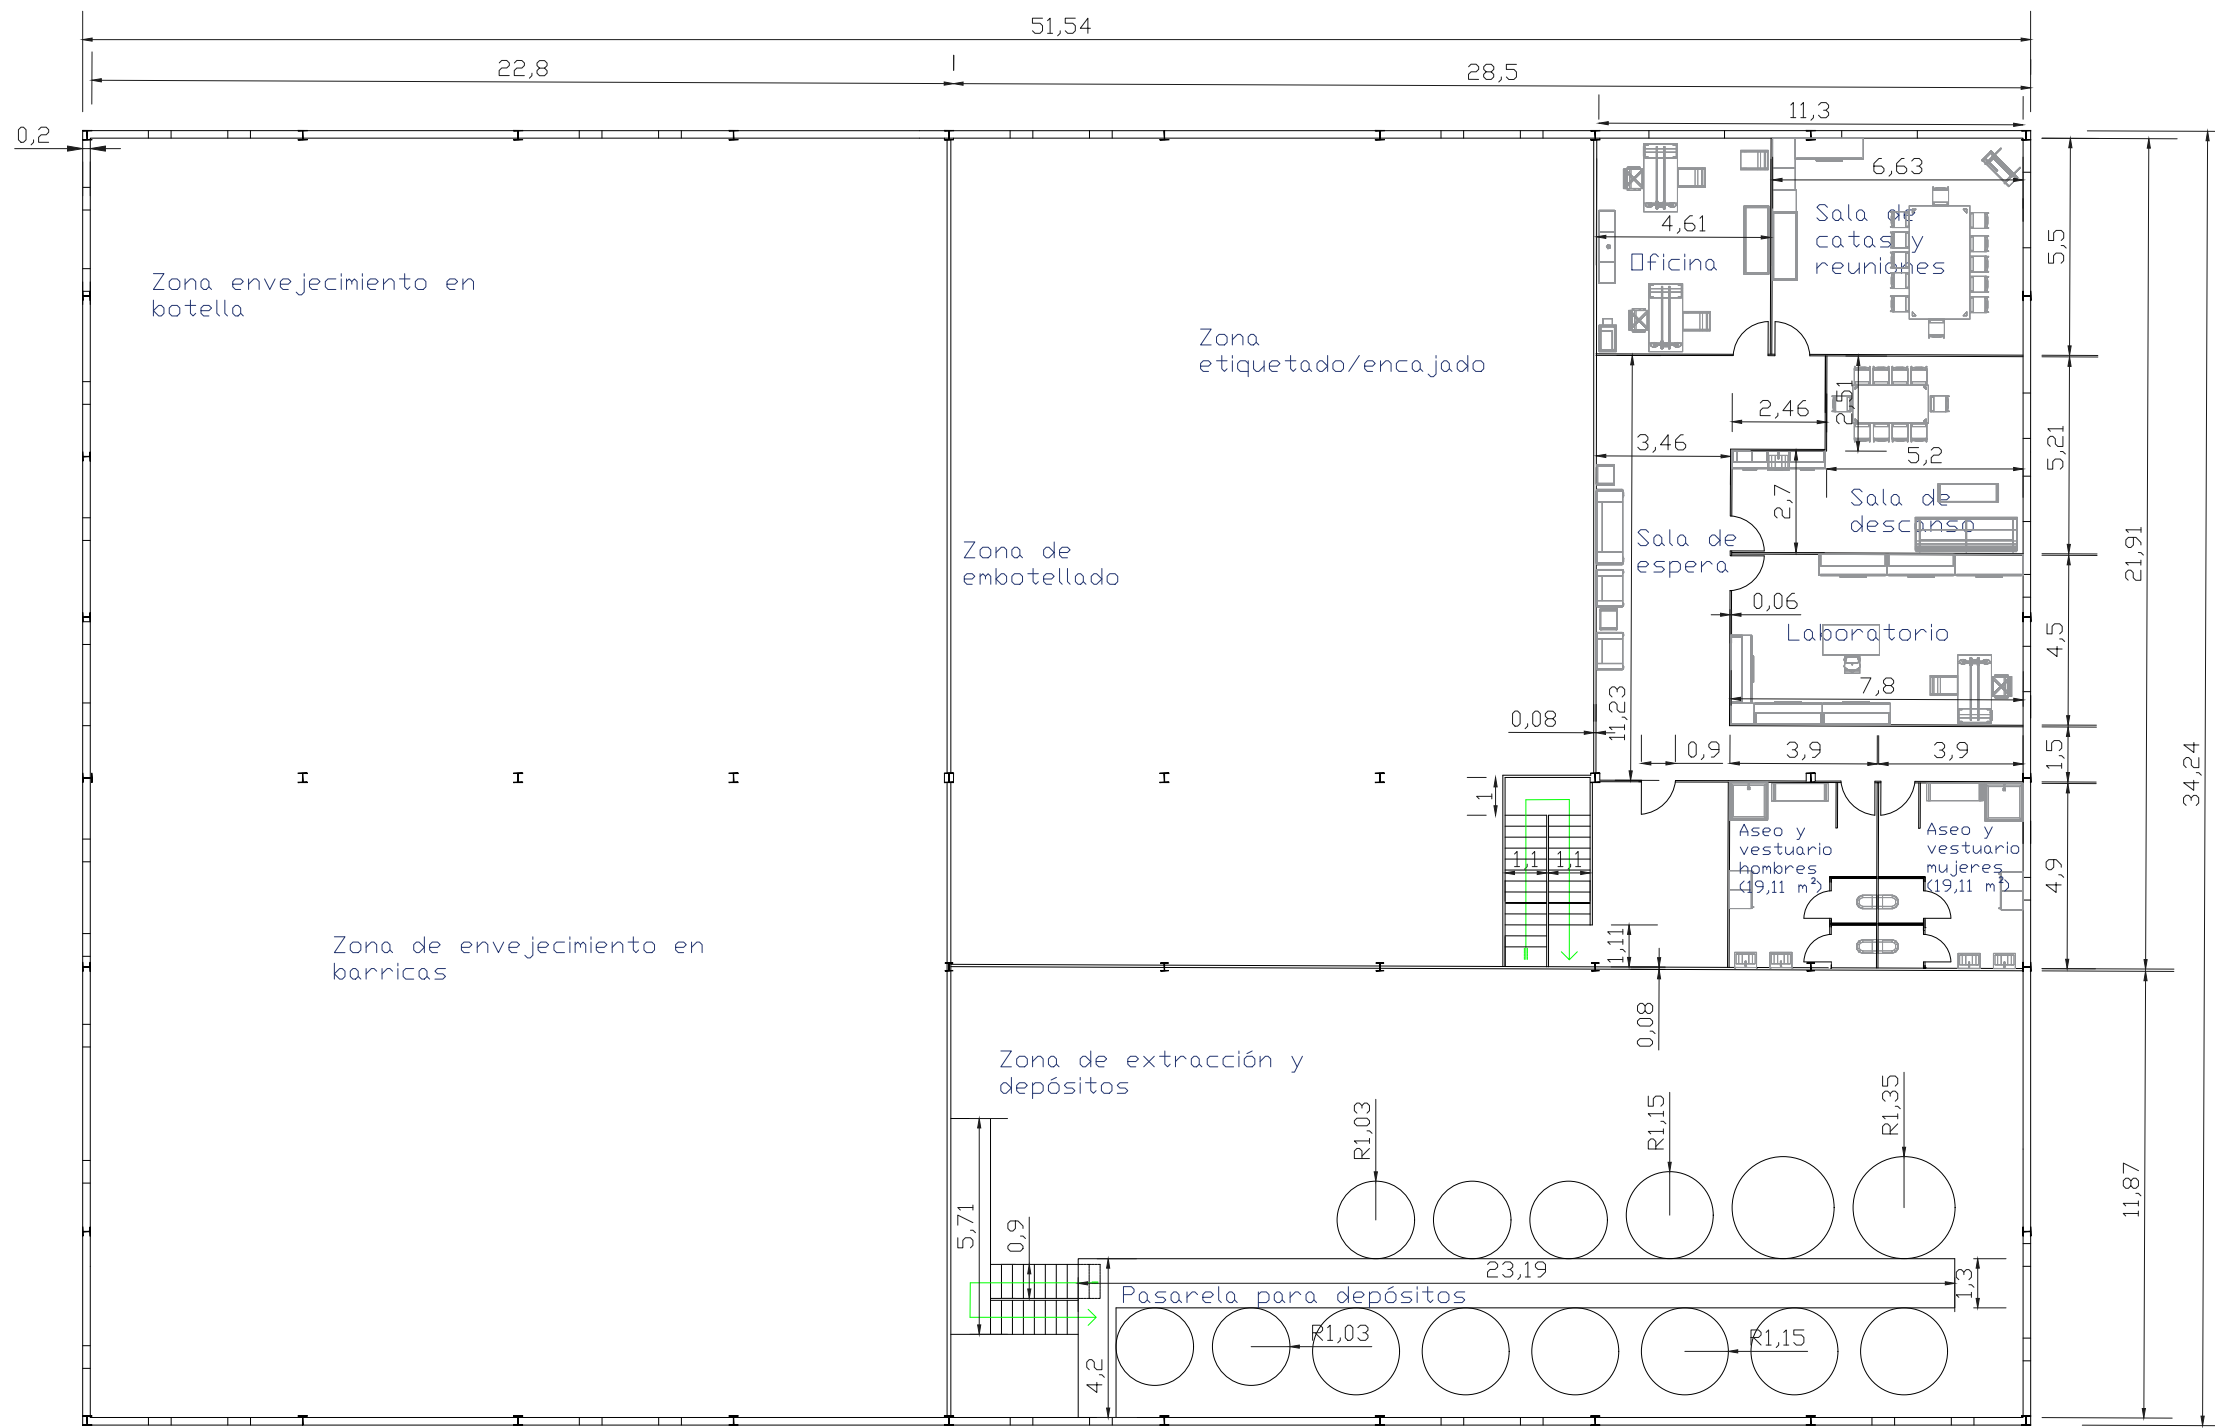 51,54
22,8
28,5
11,3
0,2
6,63
4,61
Sala de
catas y
reuniones
Oficina
5,5
Zona envejecimiento en
botella
Zona
etiquetado/encajado
2,51
2,46
3,46
5,2
5,21
2,7
Sala de
descanso
Sala de
espera
Zona de
embotellado
21,91
0,06
Laboratorio
4,5
7,8
11,23
0,08
0,9
3,9
3,9
1,5
34,24
1
1,1
1,1
Aseo y
vestuario
hombres
(19,11 m²)
Aseo y
vestuario
mujeres
(19,11 m²)
4,9
1,11
Zona de envejecimiento en
barricas
0,08
Zona de extracción y
depósitos
R1,03
R1,15
R1,35
11,87
5,71
0,9
23,19
1,3
Pasarela para depósitos
R1,03
R1,15
4,2